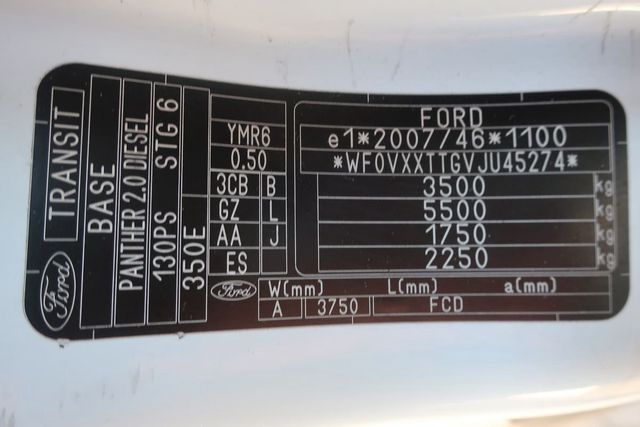 Ford
TRANSIT
BASE
PANTHER 2.0 DIESEL
130PS STG 6
350E
YMR6
0.50
3CB B
GZ L
AA J
ES
FORD
e1*2007/46*1100
*WF0VXXTTGVJU45274*
3500 kg
5500 kg
1750 kg
2250 kg
Ford
W(mm) L(mm) a(mm)
A 3750 FCD